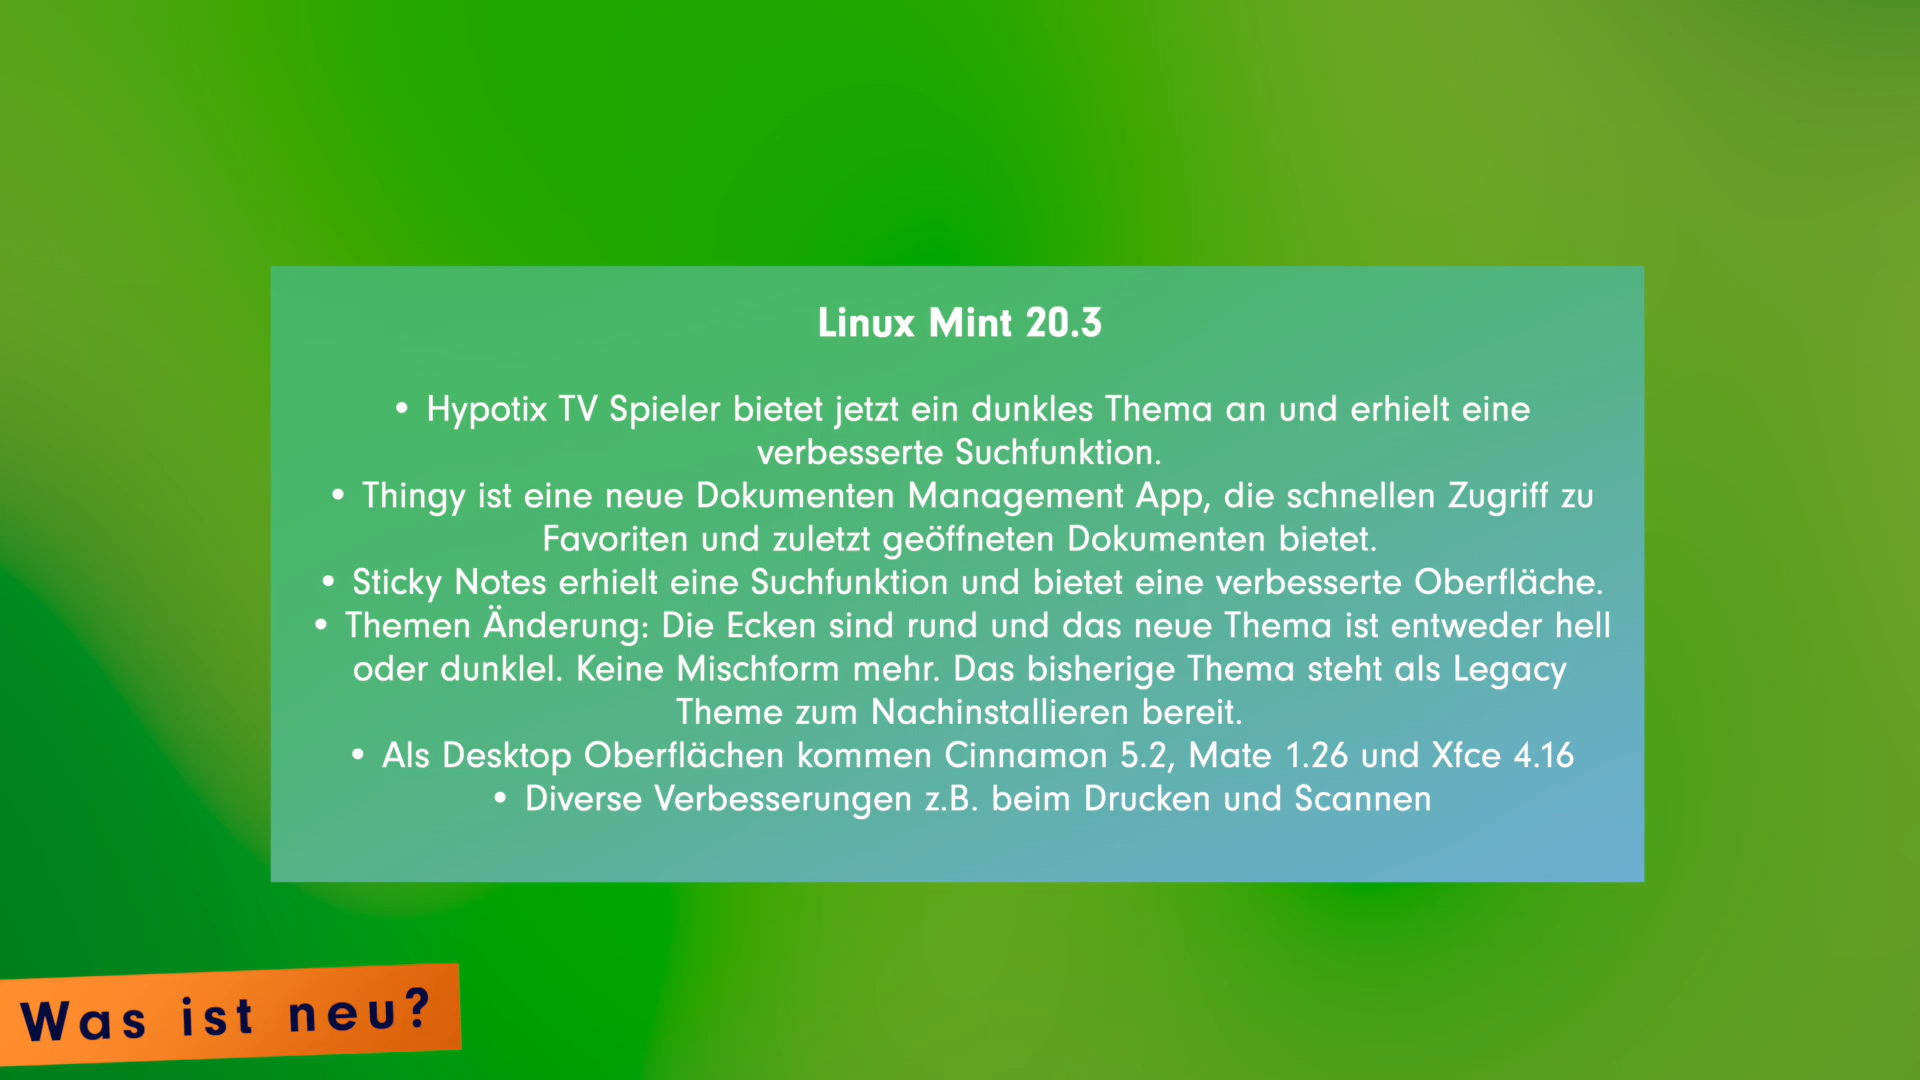 Linux Mint 20.3
• Hypotix TV Spieler bietet jetzt ein dunkles Thema an und erhielt eine
verbesserte Suchfunktion.
• Thingy ist eine neue Dokumenten Management App, die schnellen Zugriff zu
Favoriten und zuletzt geöffneten Dokumenten bietet.
• Sticky Notes erhielt eine Suchfunktion und bietet eine verbesserte Oberfläche.
• Themen Änderung: Die Ecken sind rund und das neue Thema ist entweder hell
oder dunklel. Keine Mischform mehr. Das bisherige Thema steht als Legacy
Theme zum Nachinstallieren bereit.
• Als Desktop Oberflächen kommen Cinnamon 5.2, Mate 1.26 und Xfce 4.16
• Diverse Verbesserungen z.B. beim Drucken und Scannen
Was ist neu?